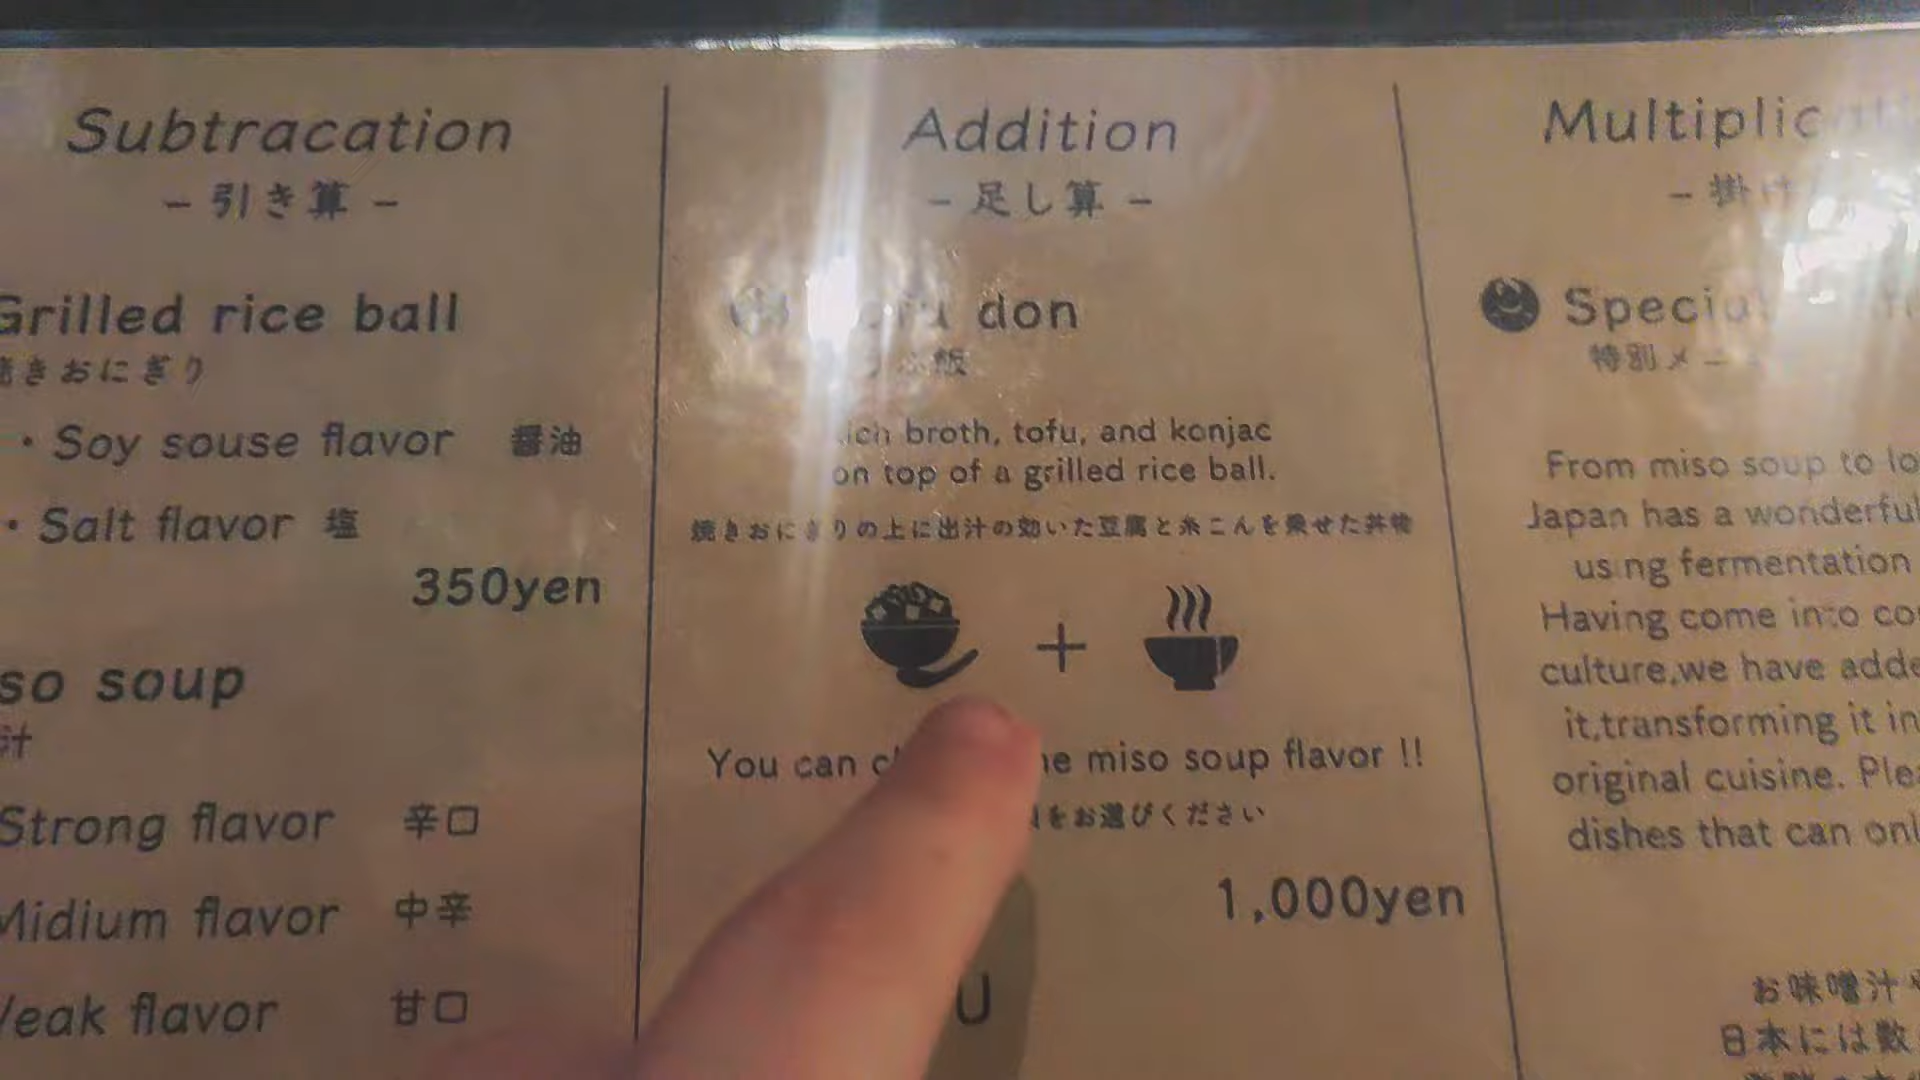 Subtracation
－引き算－
Grilled rice ball
焼きおにぎり
・Soy souse flavor 醤油
・Salt flavor 塩
350yen
so soup
汁
Strong flavor 辛口
Midium flavor 中辛
Weak flavor 甘口
Addition
－足し算－
don
飯
broth, tofu, and konjac
on top of a grilled rice ball.
焼きおにぎりの上に出汁の効いた豆腐と糸こんを乗せた丼物
+
You can miso soup flavor !!
をお選びください
1,000yen
U
Multiplic
－掛け
Special
特別メニ
From miso soup to lo
Japan has a wonderful
using fermentation
Having come into co
culture,we have adde
it,transforming it in
original cuisine. Plea
dishes that can onl
お味噌汁
日本には数